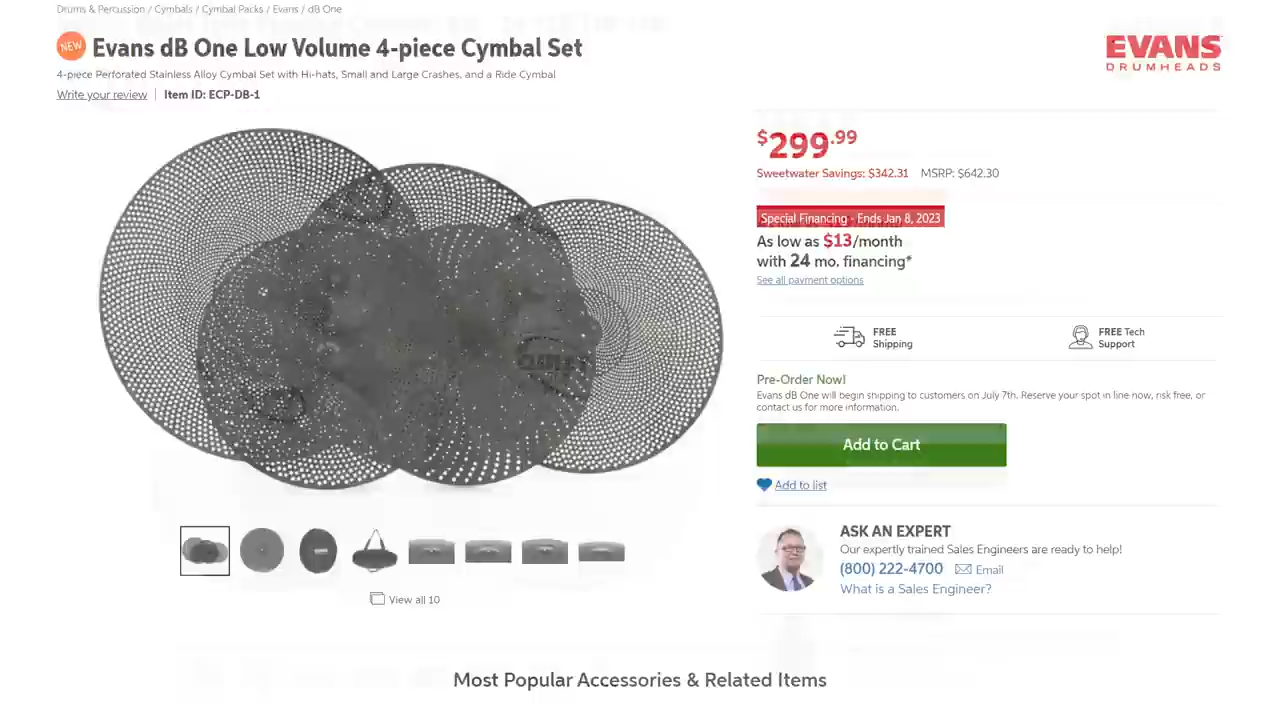 Drums & Percussion / Cymbals / Cymbal Packs / Evans / dB One
NEW
Evans dB One Low Volume 4-piece Cymbal Set
4-piece Perforated Stainless Alloy Cymbal Set with Hi-hats, Small and Large Crashes, and a Ride Cymbal
Write your review | Item ID: ECP-DB-1
EVANS
DRUMHEADS
$299.99
Sweetwater Savings: $342.31 MSRP: $642.30
Special Financing - Ends Jan 8, 2023
As low as $13/month
with 24 mo. financing*
See all payment options
FREE
Shipping
FREE Tech
Support
Pre-Order Now!
Evans dB One will begin shipping to customers on July 7th. Reserve your spot in line now, risk free, or
contact us for more information.
Add to Cart
Add to list
ASK AN EXPERT
Our expertly trained Sales Engineers are ready to help!
(800) 222-4700 Email
What is a Sales Engineer?
View all 10
Most Popular Accessories & Related Items